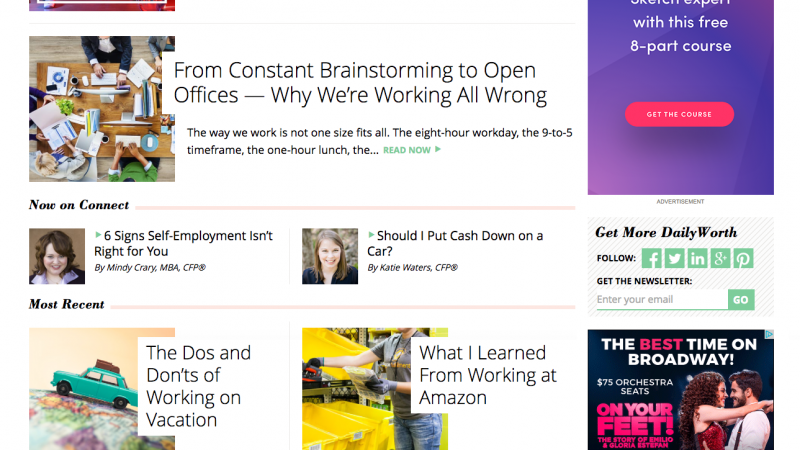 Sketch expert
with this free
8-part course
GET THE COURSE
ADVERTISEMENT
From Constant Brainstorming to Open
Offices — Why We're Working All Wrong
The way we work is not one size fits all. The eight-hour workday, the 9-to-5
timeframe, the one-hour lunch, the... READ NOW
Now on Connect
6 Signs Self-Employment Isn't
Right for You
By Mindy Crary, MBA, CFP®
Should I Put Cash Down on a
Car?
By Katie Waters, CFP®
Most Recent
The Dos and
Don'ts of
Working on
Vacation
What I Learned
From Working at
Amazon
Get More DailyWorth
FOLLOW:
GET THE NEWSLETTER:
Enter your email GO
THE BEST TIME ON
BROADWAY!
$75 ORCHESTRA
SEATS
ON YOUR
FEET!
THE STORY OF EMILIO
& GLORIA ESTEFAN